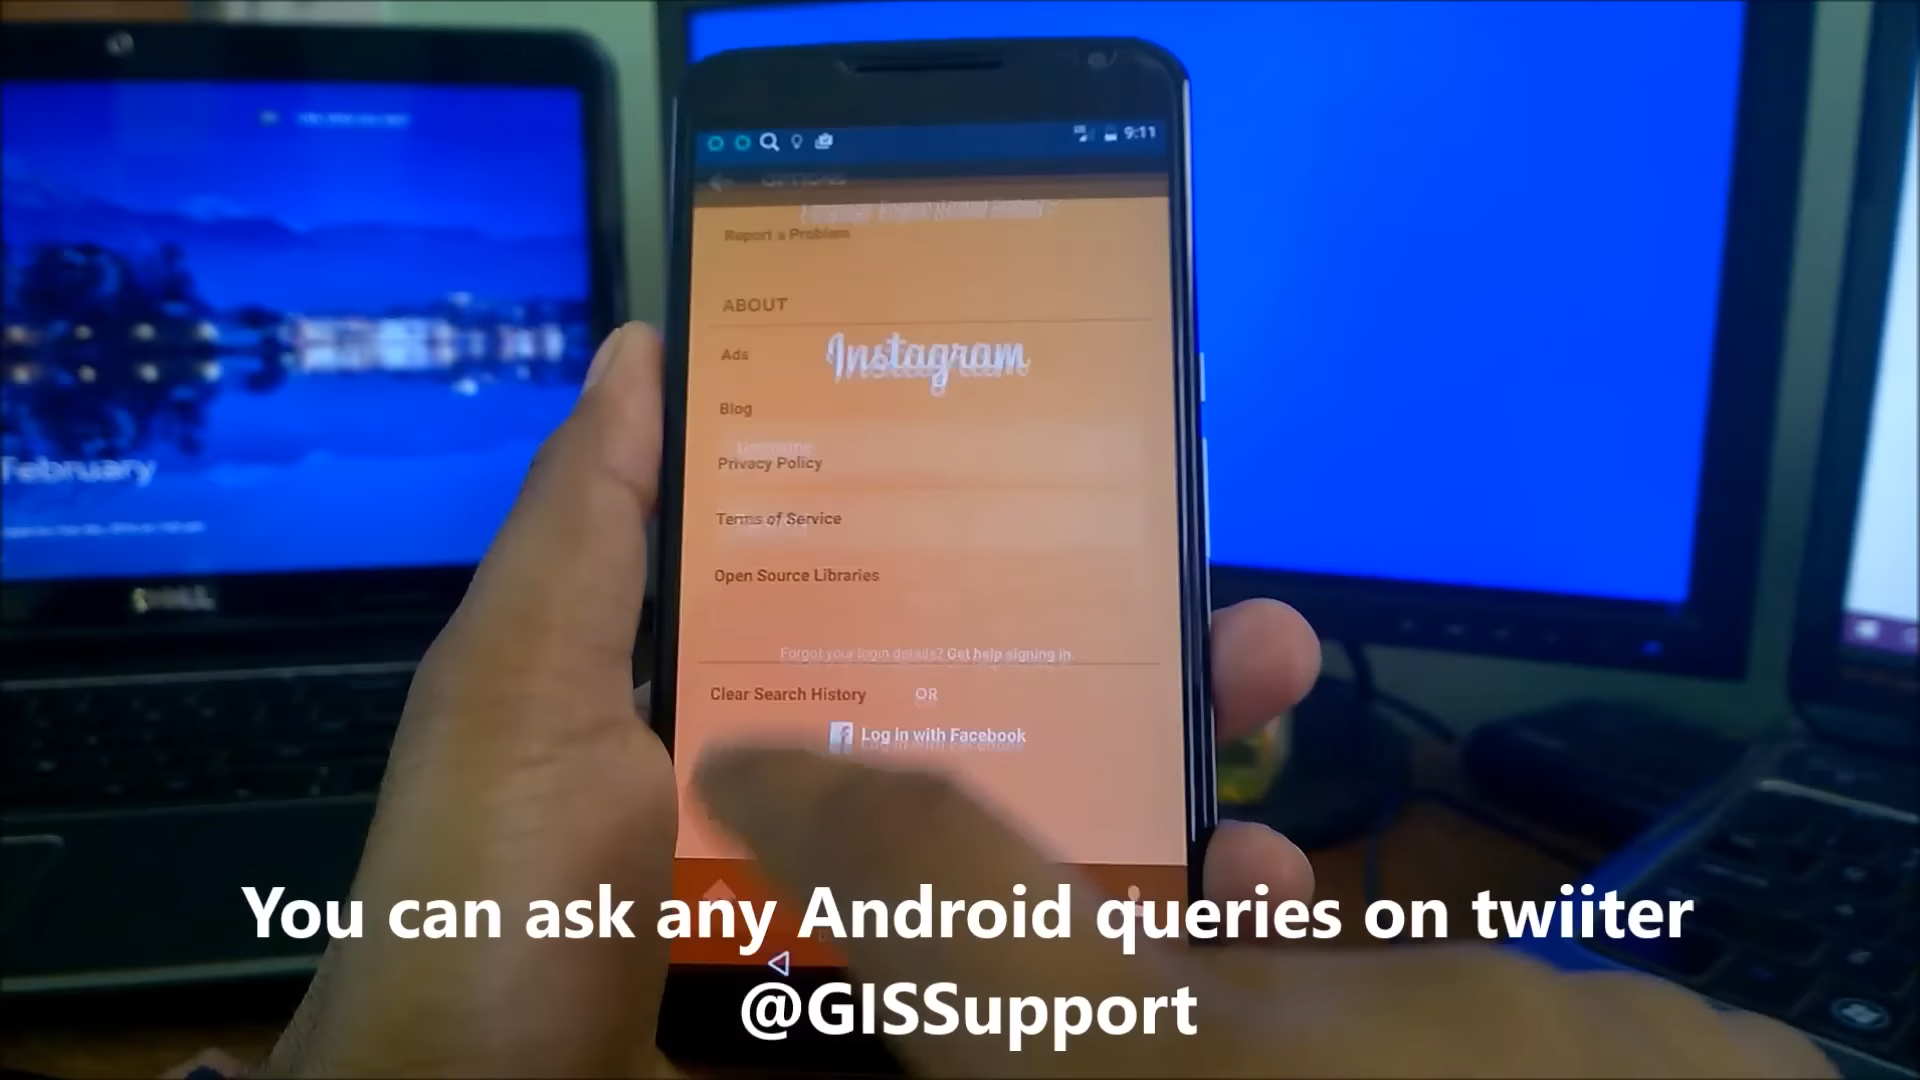 9:11
OPTIONS
Report a Problem
ABOUT
Ads
Instagram
Blog
Username
Privacy Policy
Terms of Service
Open Source Libraries
Forgot your login details? Get help signing in.
Clear Search History
OR
Log in with Facebook
February
DELL
You can ask any Android queries on twiiter
@GISSupport